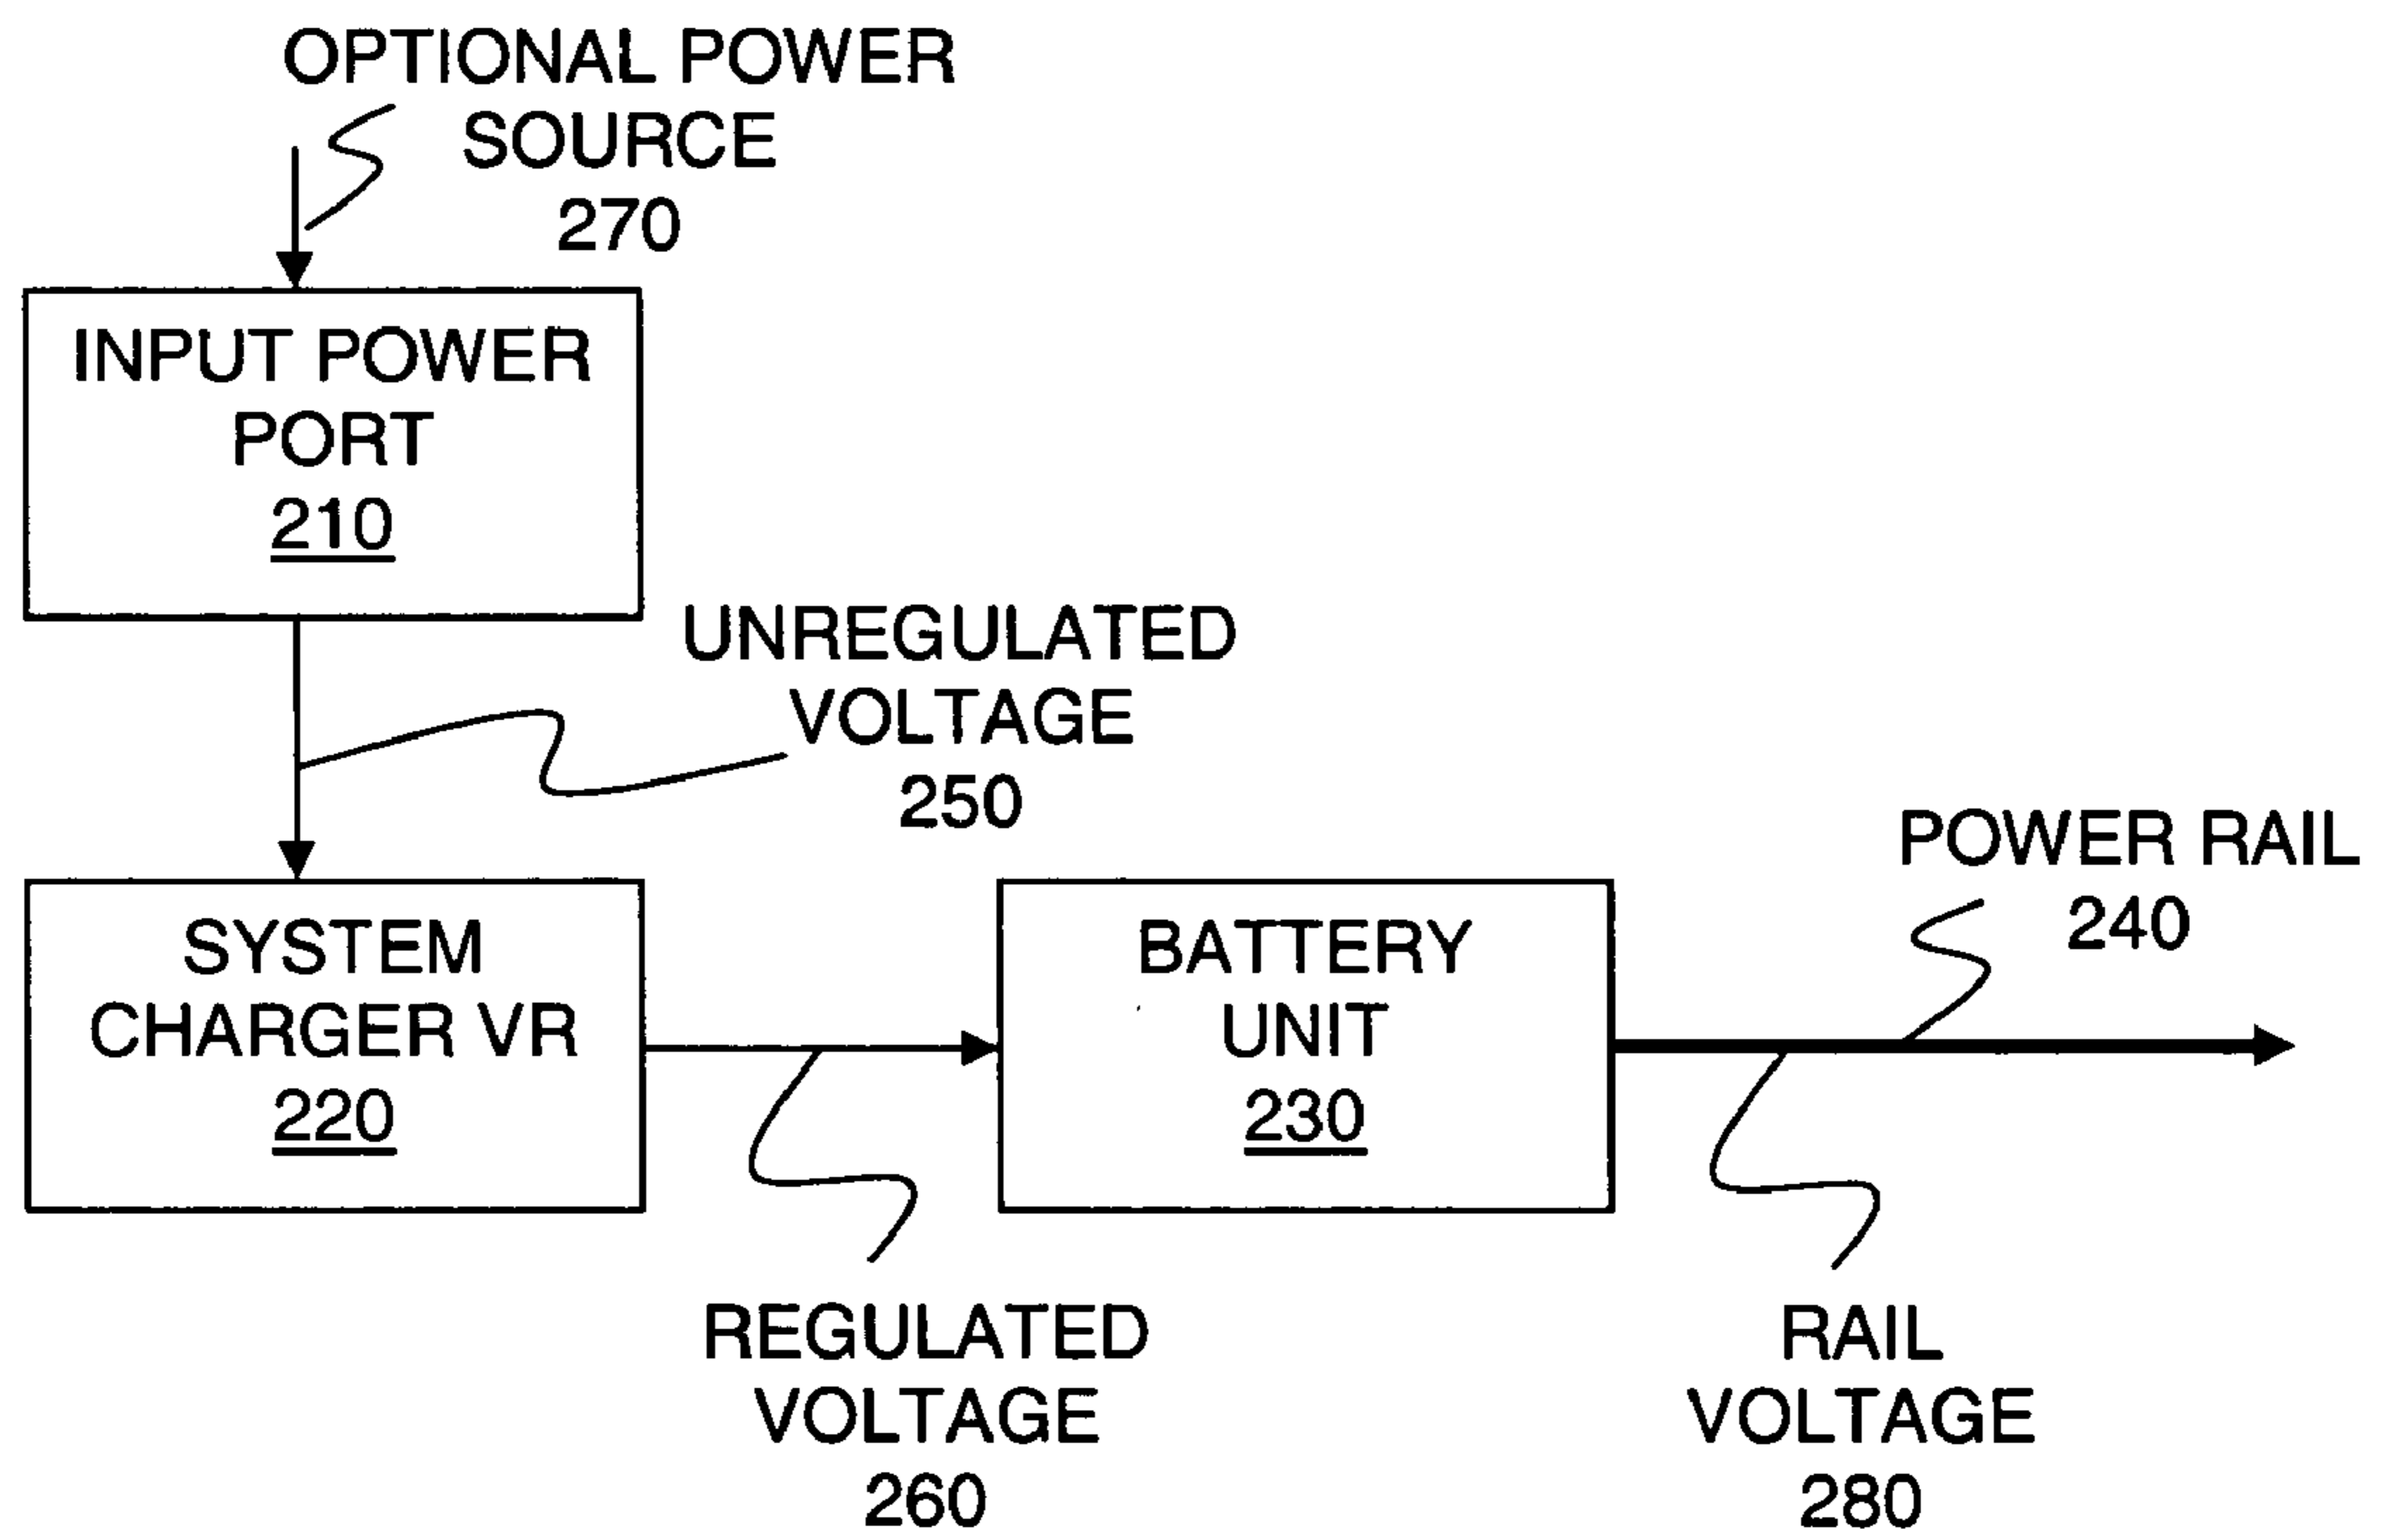 OPTIONAL POWER
SOURCE
270
INPUT POWER
PORT
210
UNREGULATED
VOLTAGE
250
SYSTEM
CHARGER VR
220
BATTERY
UNIT
230
POWER RAIL
240
REGULATED
VOLTAGE
260
RAIL
VOLTAGE
280